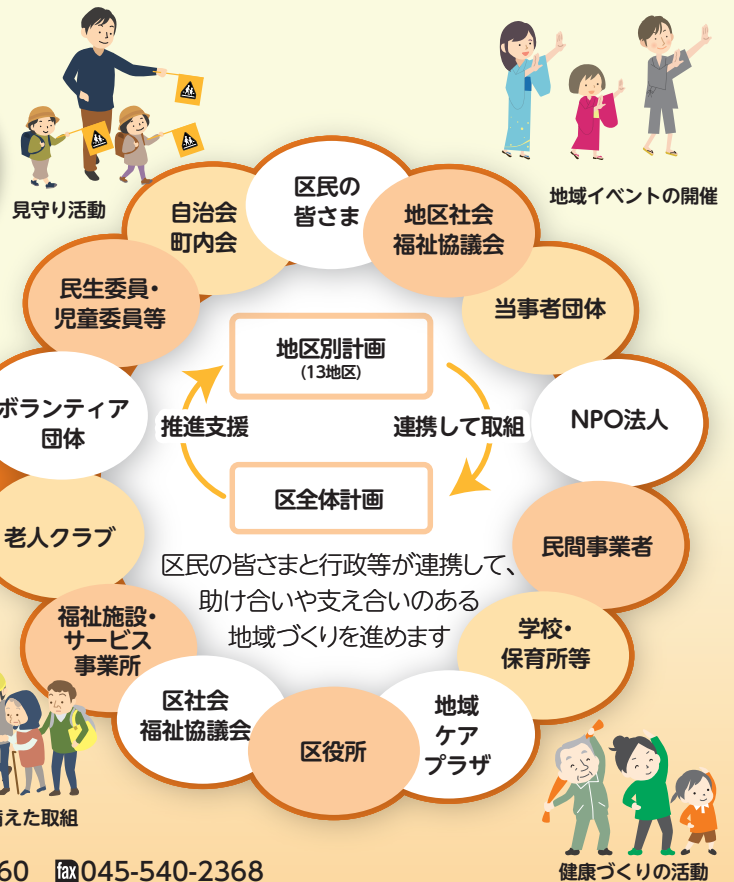 見守り活動
地域イベントの開催
区民の
皆さま
自治会
町内会
地区社会
福祉協議会
民生委員・
児童委員等
当事者団体
ボランティア
団体
NPO法人
老人クラブ
民間事業者
福祉施設・
サービス
事業所
学校・
保育所等
区社会
福祉協議会
区役所
地域
ケア
プラザ
地区別計画
(13地区)
推進支援
連携して取組
区全体計画
区民の皆さまと行政等が連携して、
助け合いや支え合いのある
地域づくりを進めます
えた取組
健康づくりの活動
60 fax045-540-2368